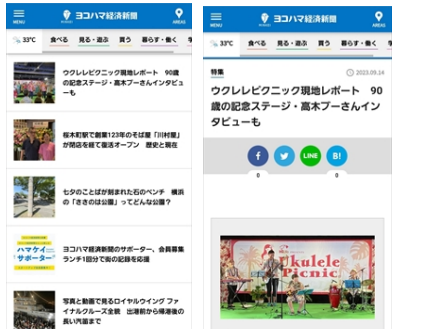 MENU
ヨコハマ経済新聞
AREAS
33℃
食べる
見る・遊ぶ
買う
暮らす・働く
ウクレレピクニック現地レポート　90歳
の記念ステージ・高木ブーさんインタビュ
ーも
桜木町駅で創業123年のそば屋「川村屋」
が閉店を経て復活オープン　歴史と現在
七夕のことばが刻まれた石のベンチ　横浜
の「ささのは公園」ってどんな公園？
ハマケイ
サポーター
ヨコハマ経済新聞のサポーター、会員募集
ランチ1回分で街の記録を応援
写真と動画で見るロイヤルウイング ファ
イナルクルーズ全貌　出港前から帰港後の
長い汽笛まで
MENU
ヨコハマ経済新聞
AREAS
33℃
食べる
見る・遊ぶ
買う
暮らす・働く
特集
2023.09.14
ウクレレピクニック現地レポート　90
歳の記念ステージ・高木ブーさんイン
タビューも
f
LINE
B!
0
0
Ukulele
Picnic